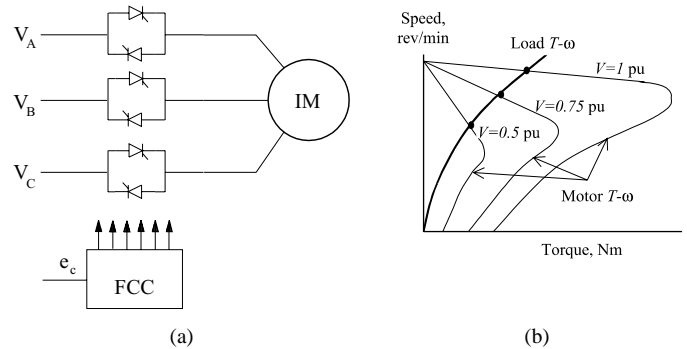 V_A
V_B
V_C
IM
e_c
FCC
(a)
Speed,
rev/min
Load T-ω
V=1 pu
V=0.75 pu
V=0.5 pu
Motor T-ω
Torque, Nm
(b)